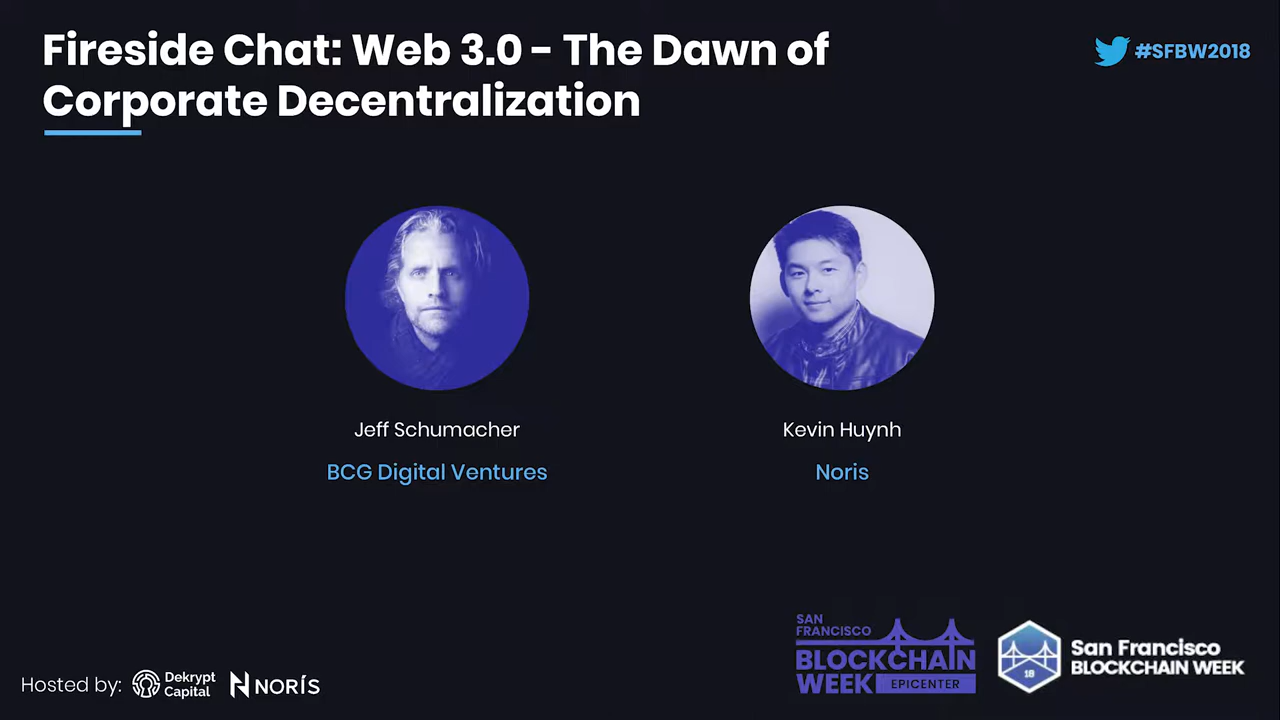 Fireside Chat: Web 3.0 - The Dawn of
Corporate Decentralization
#SFBW2018
Jeff Schumacher
BCG Digital Ventures
Kevin Huynh
Noris
Hosted by:
Dekrypt
Capital
NORÍS
SAN
FRANCISCO
BLOCKCHAIN
WEEK EPICENTER
18
San Francisco
BLOCKCHAIN WEEK